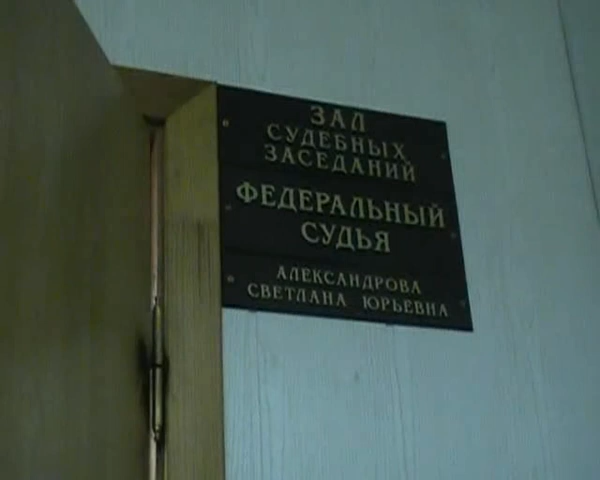 ЗАЛ
СУДЕБНЫХ
ЗАСЕДАНИЙ
ФЕДЕРАЛЬНЫЙ
СУДЬЯ
АЛЕКСАНДРОВА
СВЕТЛАНА ЮРЬЕВНА